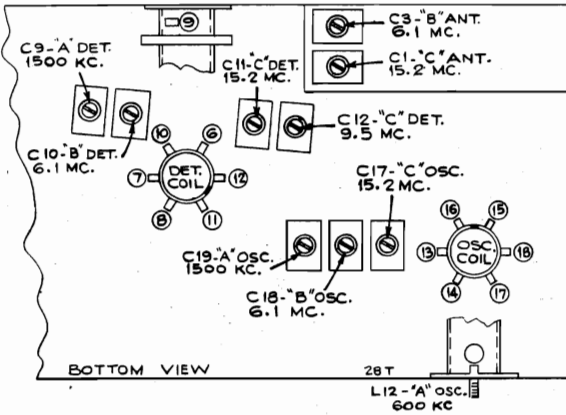 9
C3-"B" ANT.
6.1 MC.
C1-"C" ANT.
15.2 MC.
C9-"A" DET.
1500 KC.
C11-"C" DET.
15.2 MC.
C10-"B" DET.
6.1 MC.
C12-"C" DET.
9.5 MC.
10
6
7
DET.
COIL
12
8
11
C17-"C" OSC.
15.2 MC.
C19-"A" OSC.
1500 KC.
C18-"B" OSC.
6.1 MC.
16
15
13
OSC.
COIL
18
14
17
BOTTOM VIEW
28T
L12-"A" OSC.
600 KC